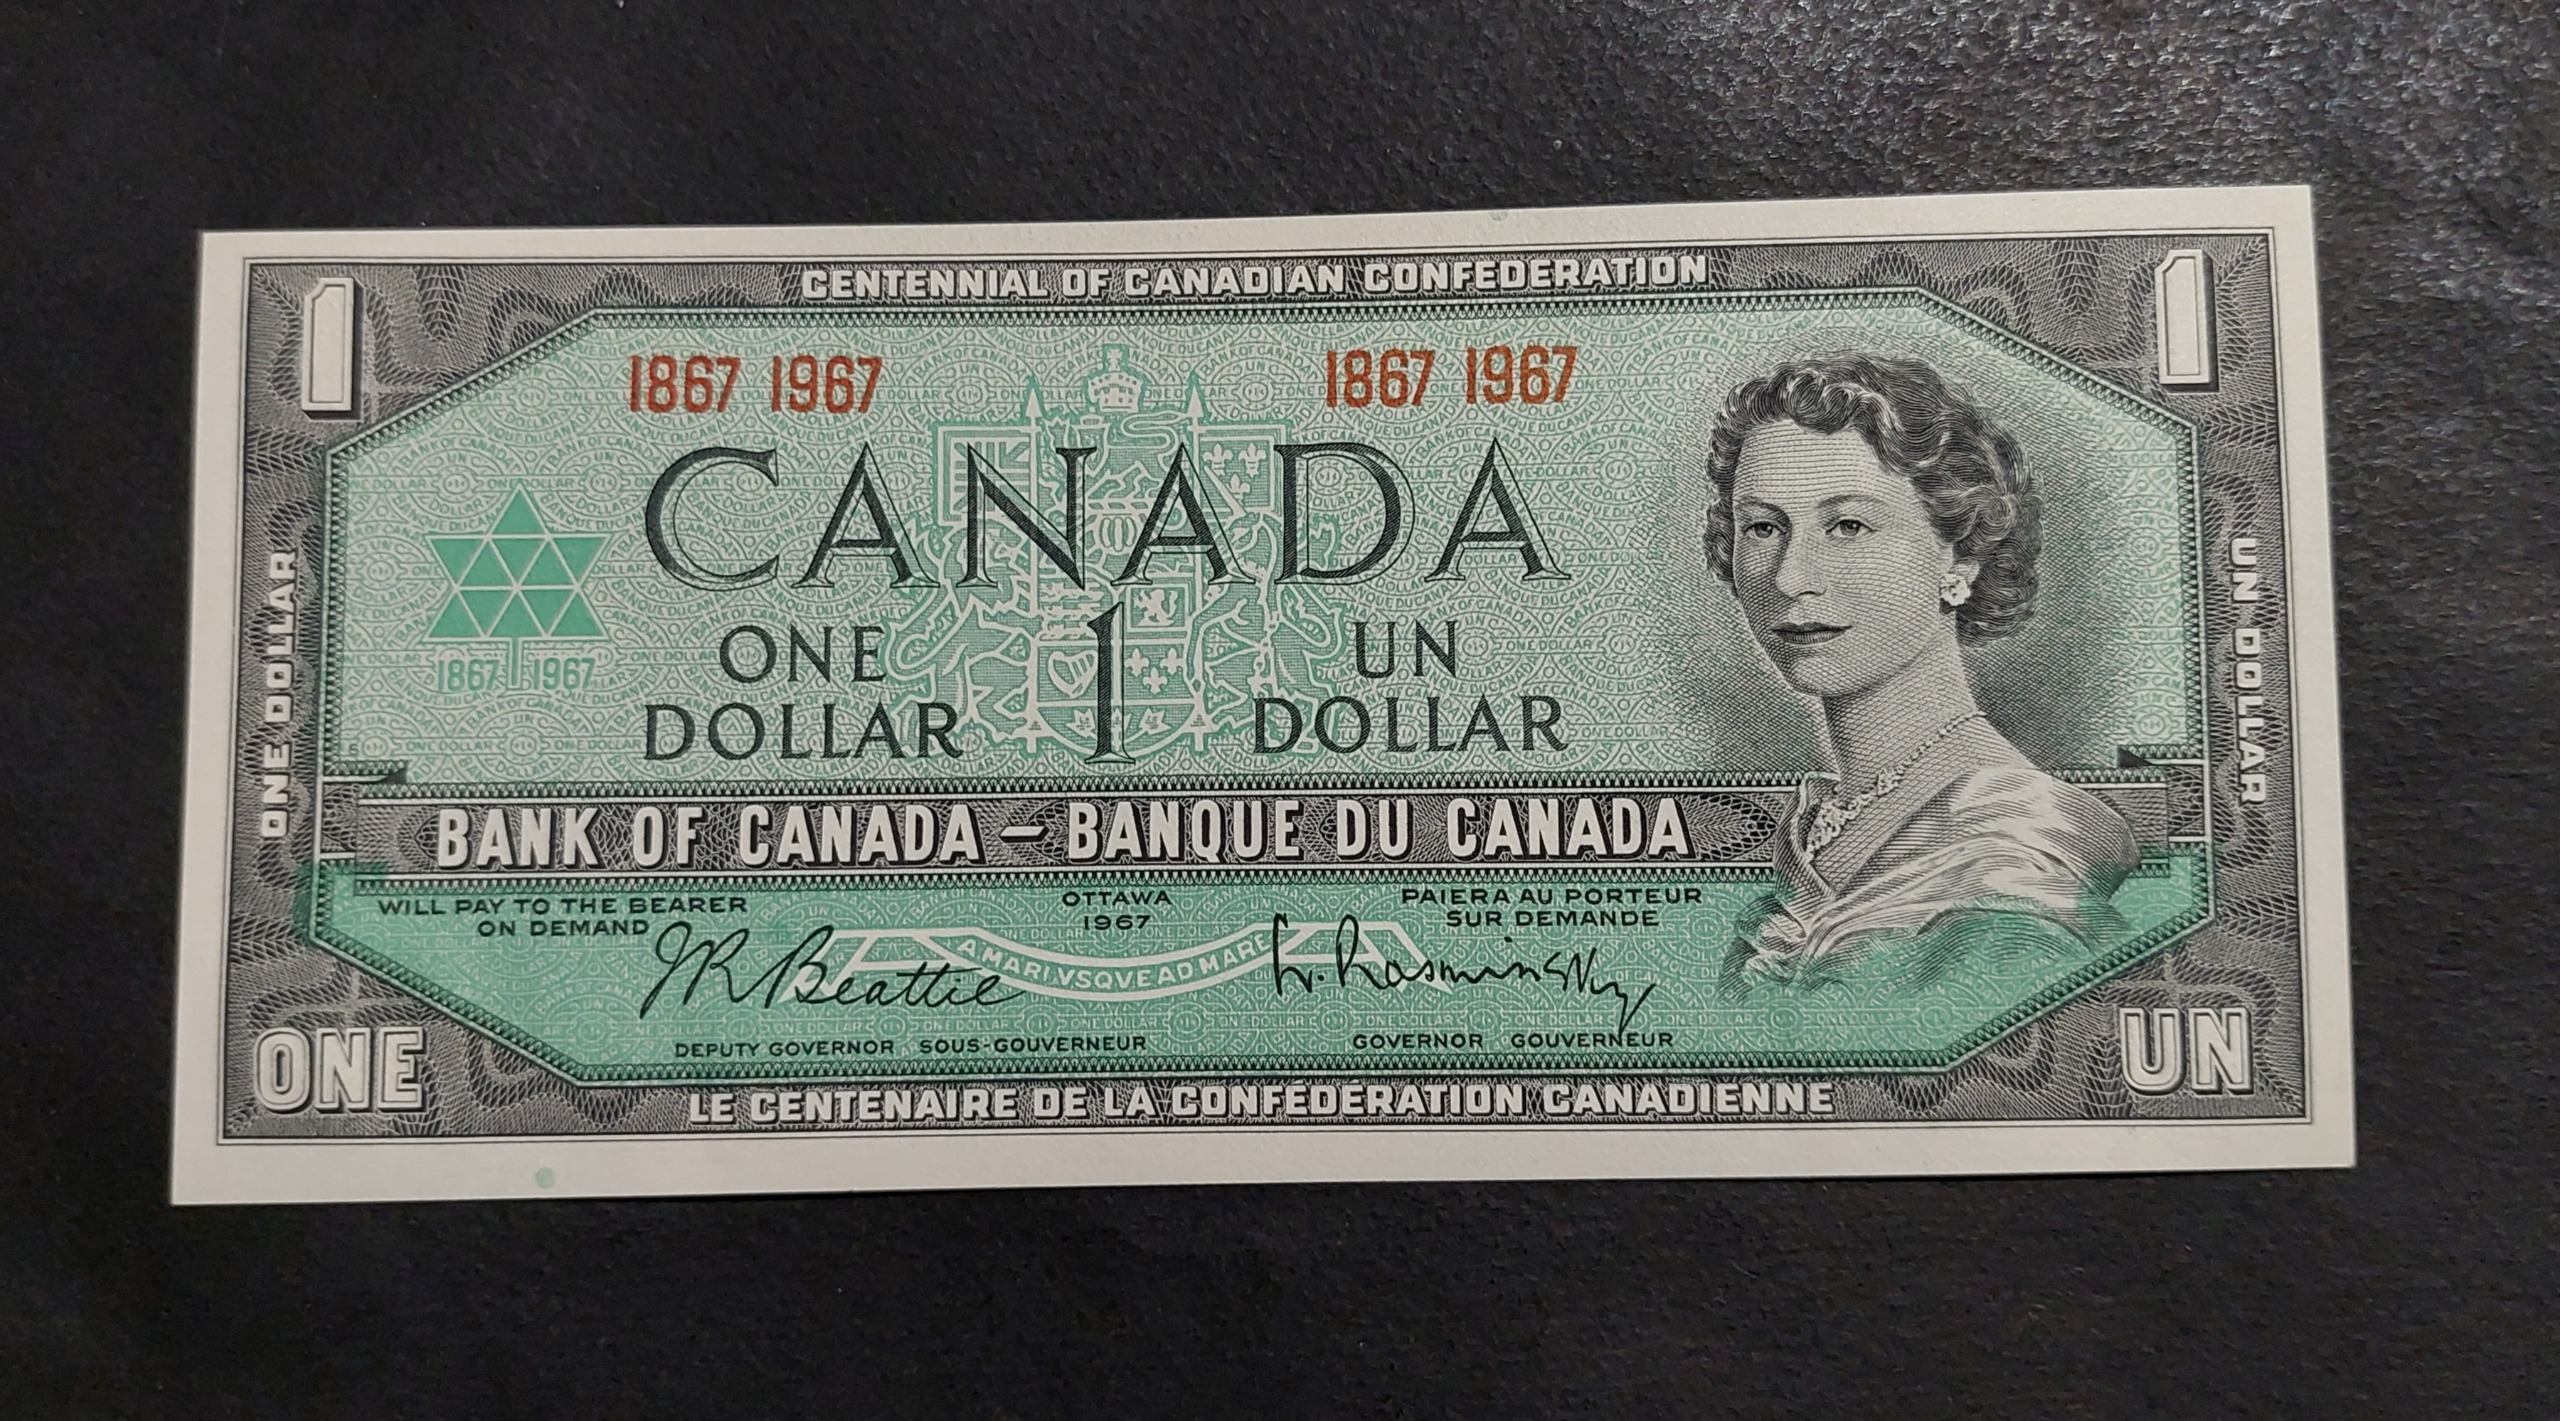 CENTENNIAL OF CANADIAN CONFEDERATION
1
1
1867 1967
1867 1967
CANADA
1867 1967
ONE
DOLLAR
1
UN
DOLLAR
ONE DOLLAR
UN DOLLAR
BANK OF CANADA – BANQUE DU CANADA
WILL PAY TO THE BEARER
ON DEMAND
OTTAWA
1967
PAIERA AU PORTEUR
SUR DEMANDE
J.R. Beattie
A MARI VSQVE AD MARE
L. Rasminsky
DEPUTY GOVERNOR SOUS-GOUVERNEUR
GOVERNOR GOUVERNEUR
ONE
UN
LE CENTENAIRE DE LA CONFÉDÉRATION CANADIENNE